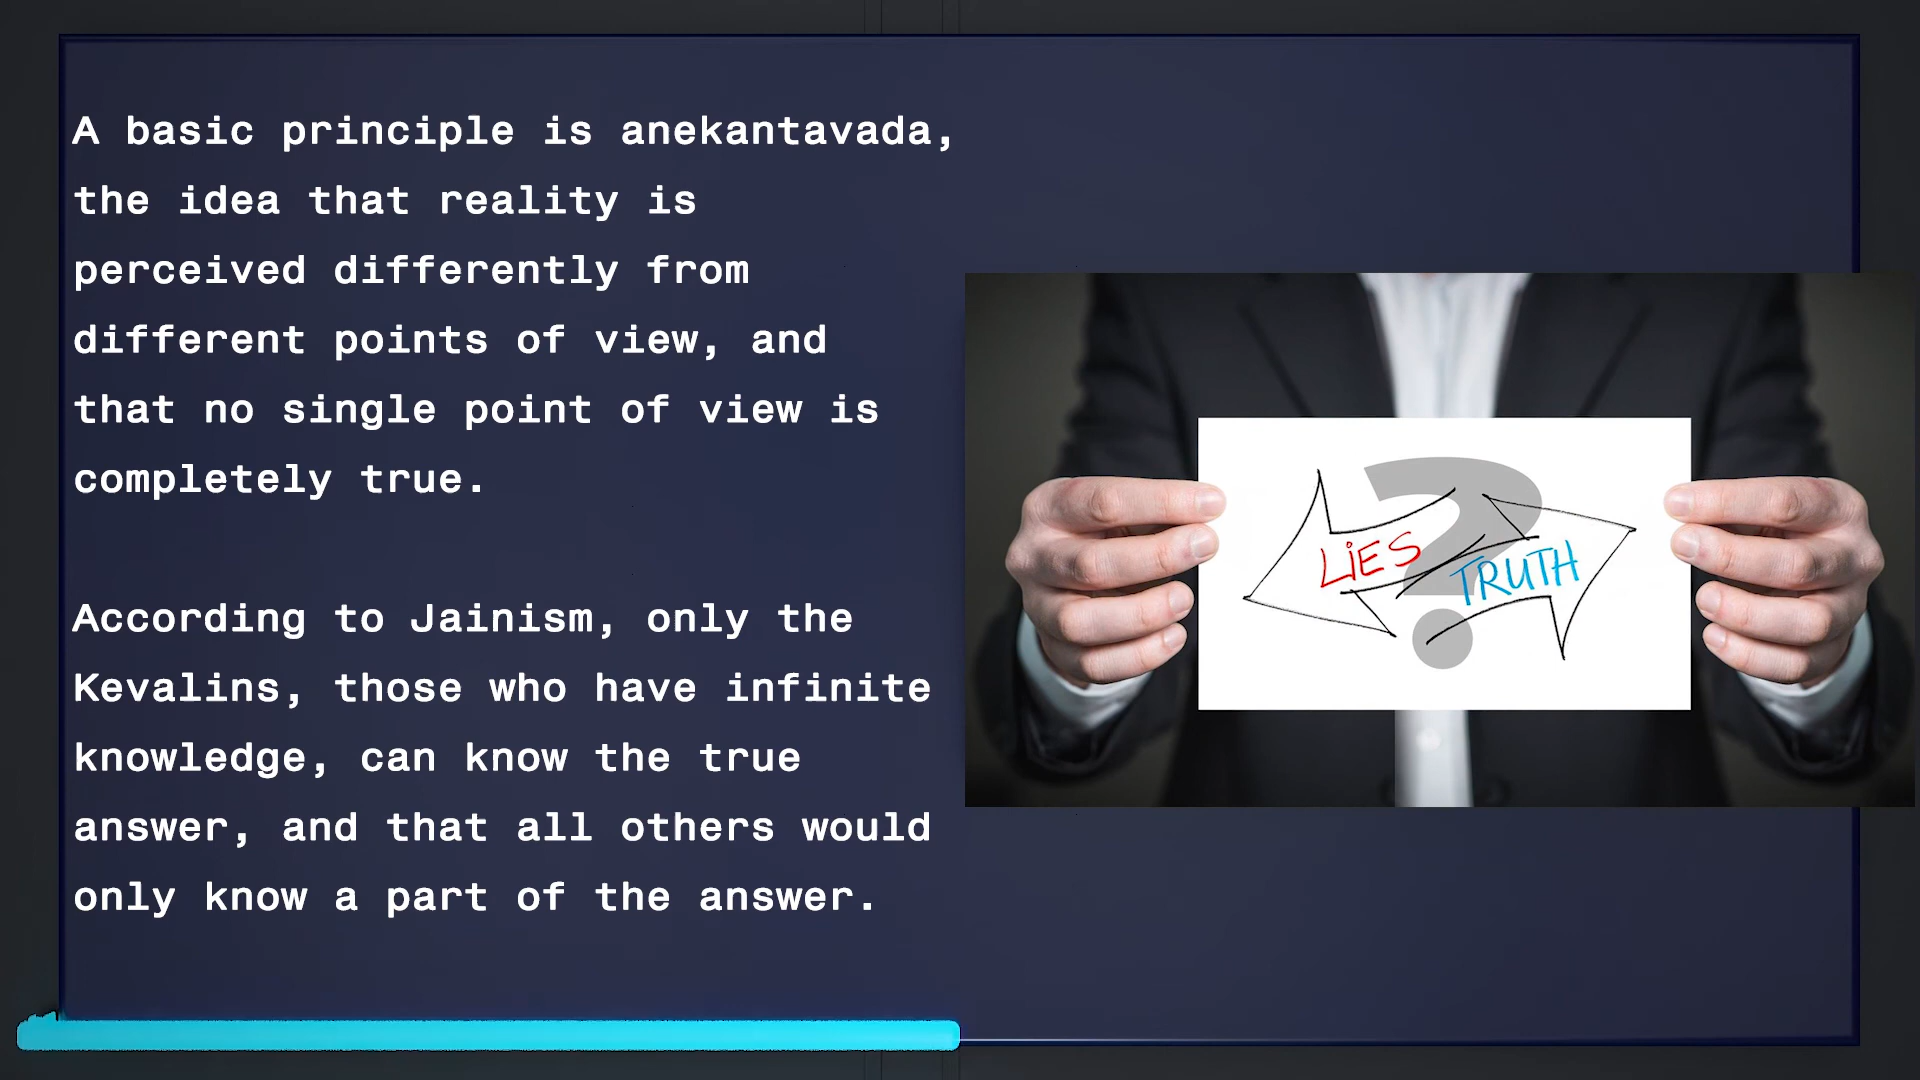 A basic principle is anekantavada,
the idea that reality is
perceived differently from
different points of view, and
that no single point of view is
completely true.
According to Jainism, only the
Kevalins, those who have infinite
knowledge, can know the true
answer, and that all others would
only know a part of the answer.
?
LiES
TRUTH